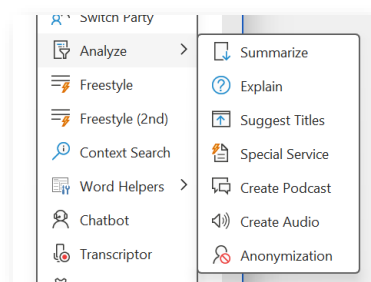 Switch Party
Analyze
Freestyle
Freestyle (2nd)
Context Search
Word Helpers
Chatbot
Transcriptor
Summarize
Explain
Suggest Titles
Special Service
Create Podcast
Create Audio
Anonymization